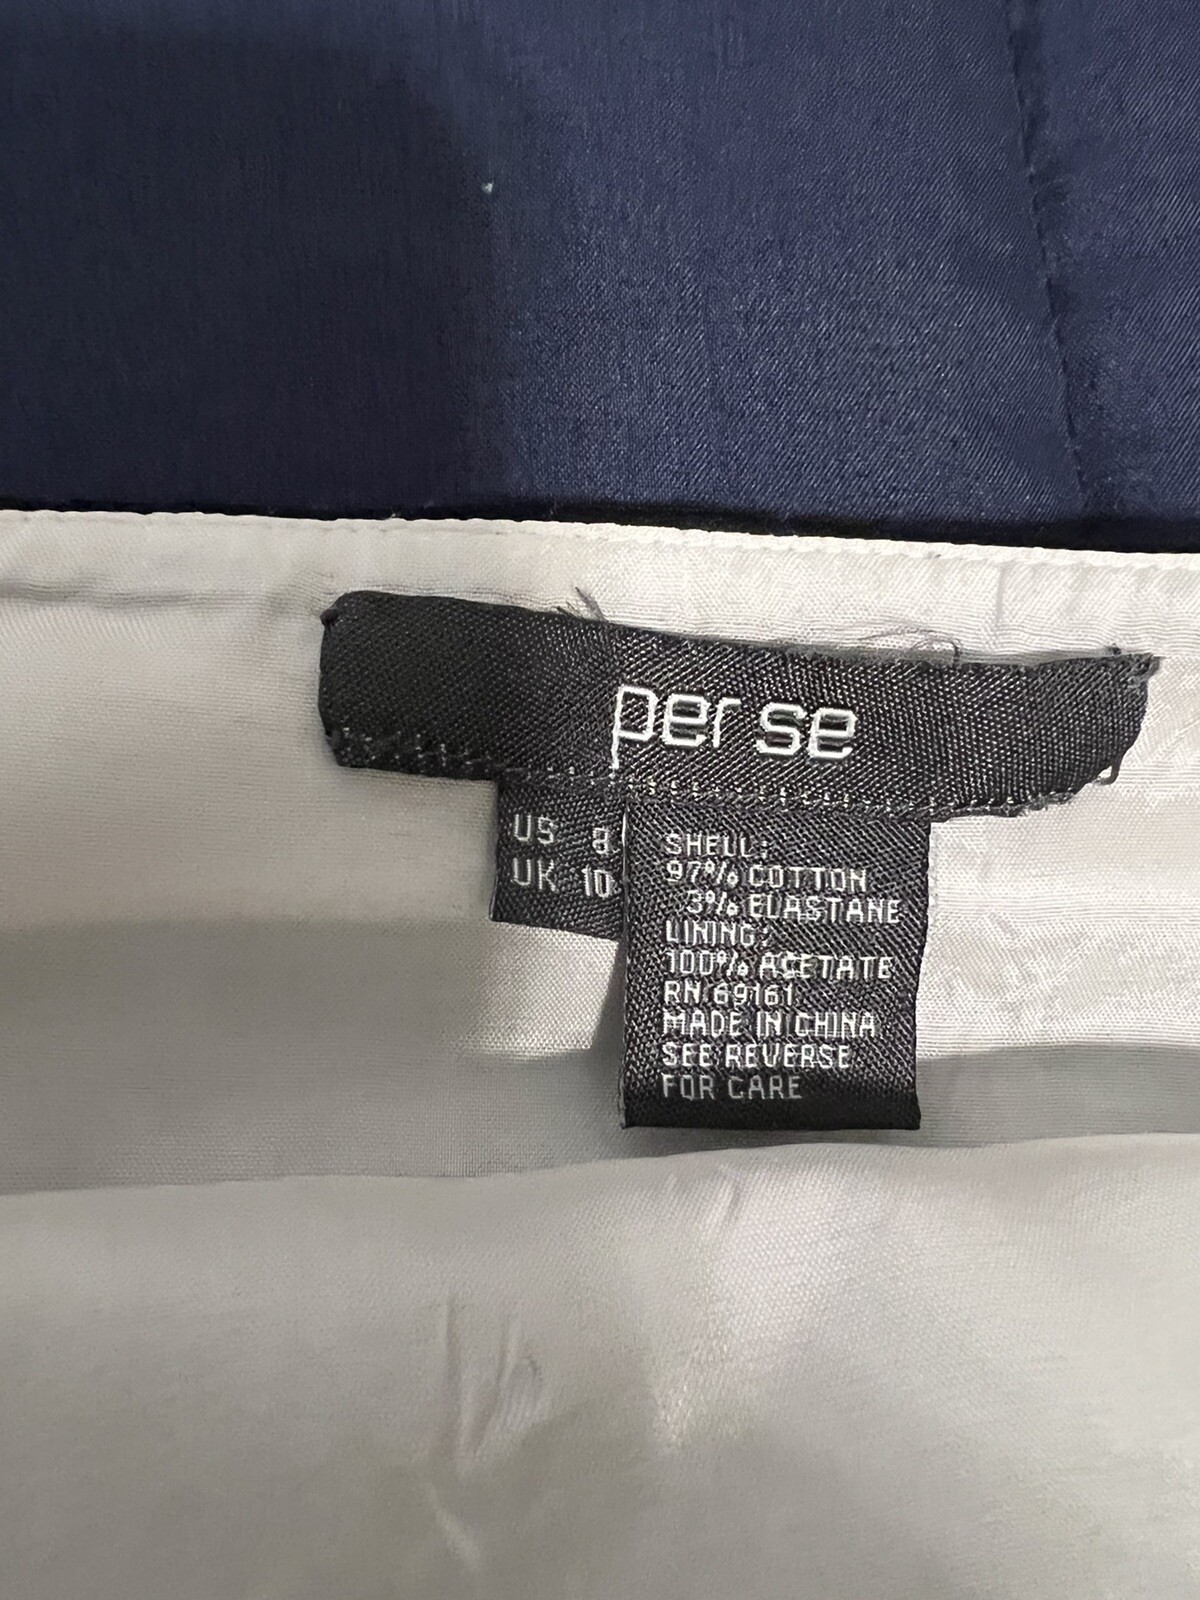 per se
US 8
UK 10
SHELL:
97% COTTON
3% ELASTANE
LINING:
100% ACETATE
RN 69161
MADE IN CHINA
SEE REVERSE
FOR CARE